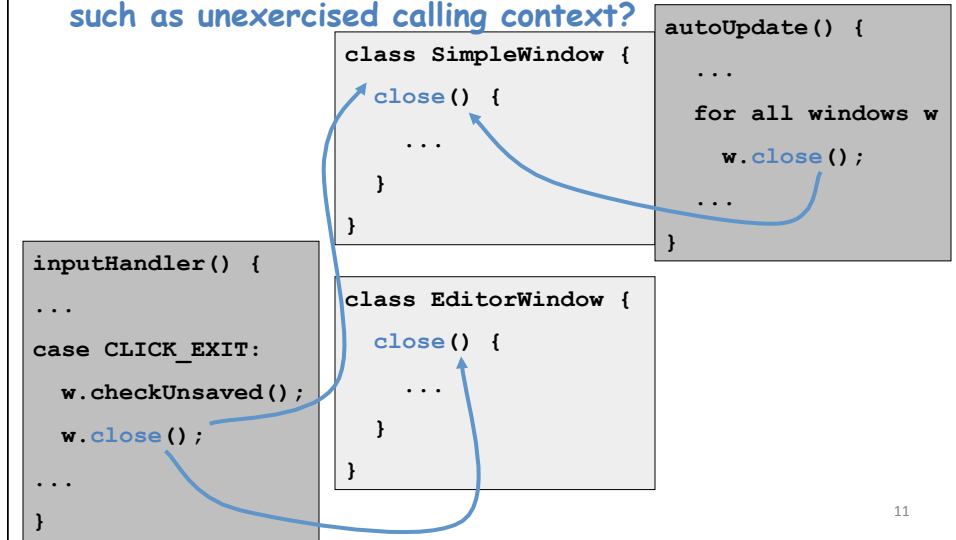 such as unexercised calling context?
class SimpleWindow {
close() {
...
}
}
autoUpdate() {
...
for all windows w
w.close();
...
}
inputHandler() {
...
case CLICK_EXIT:
w.checkUnsaved();
w.close();
...
}
class EditorWindow {
close() {
...
}
}
11